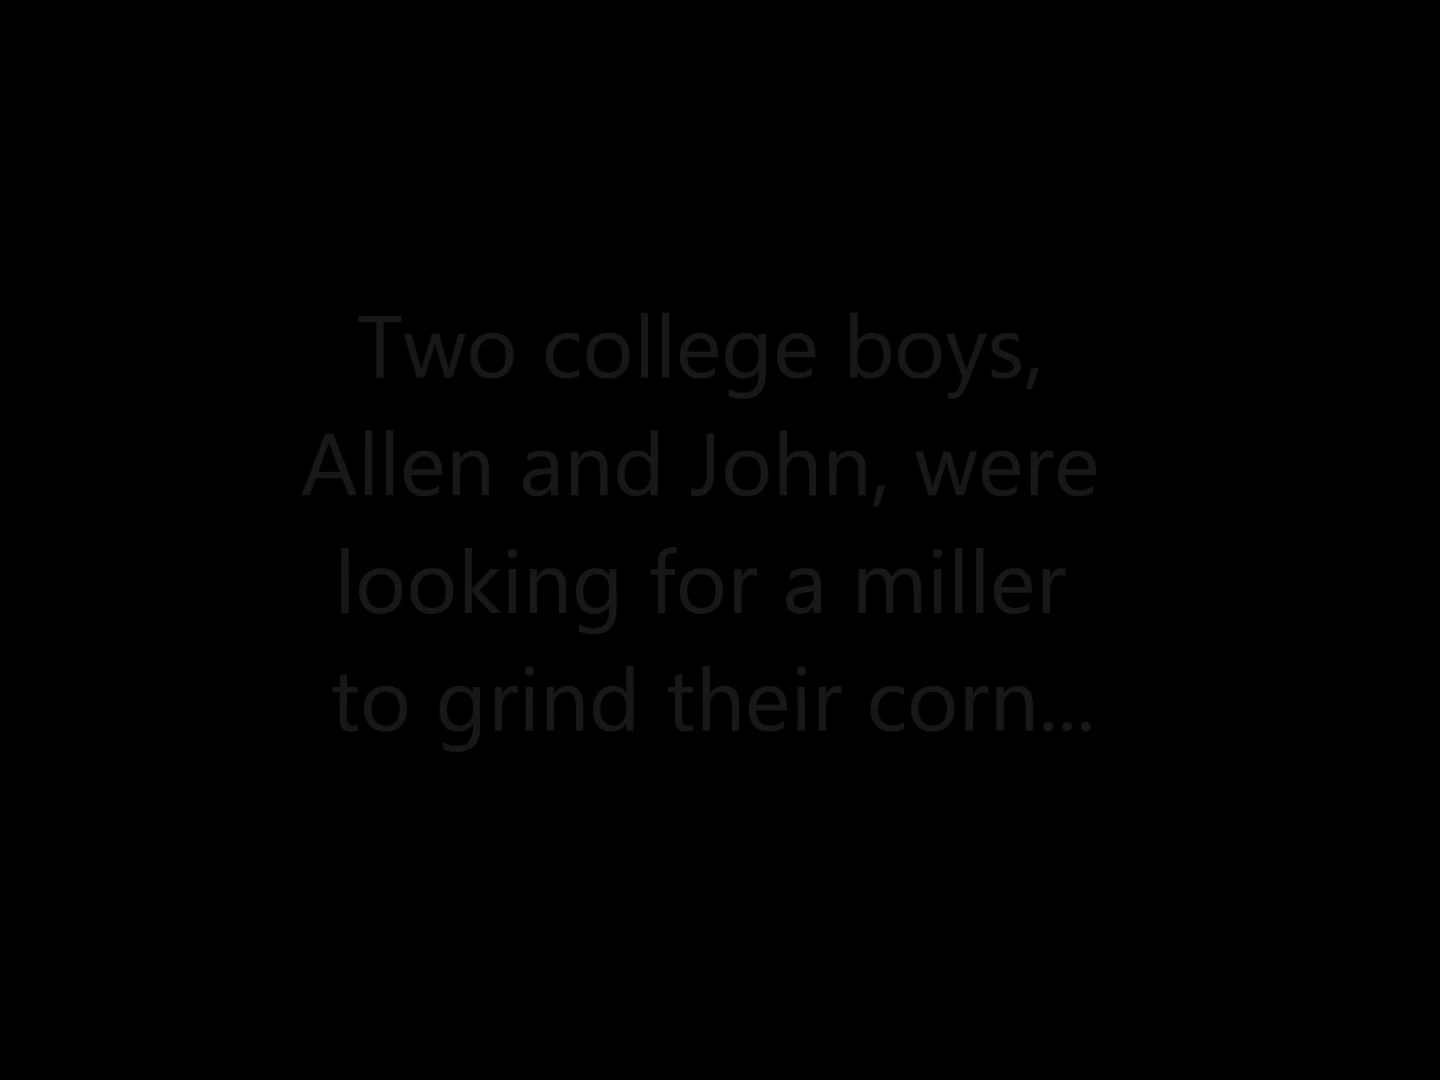 Two college boys,
Allen and John, were
looking for a miller
to grind their corn...